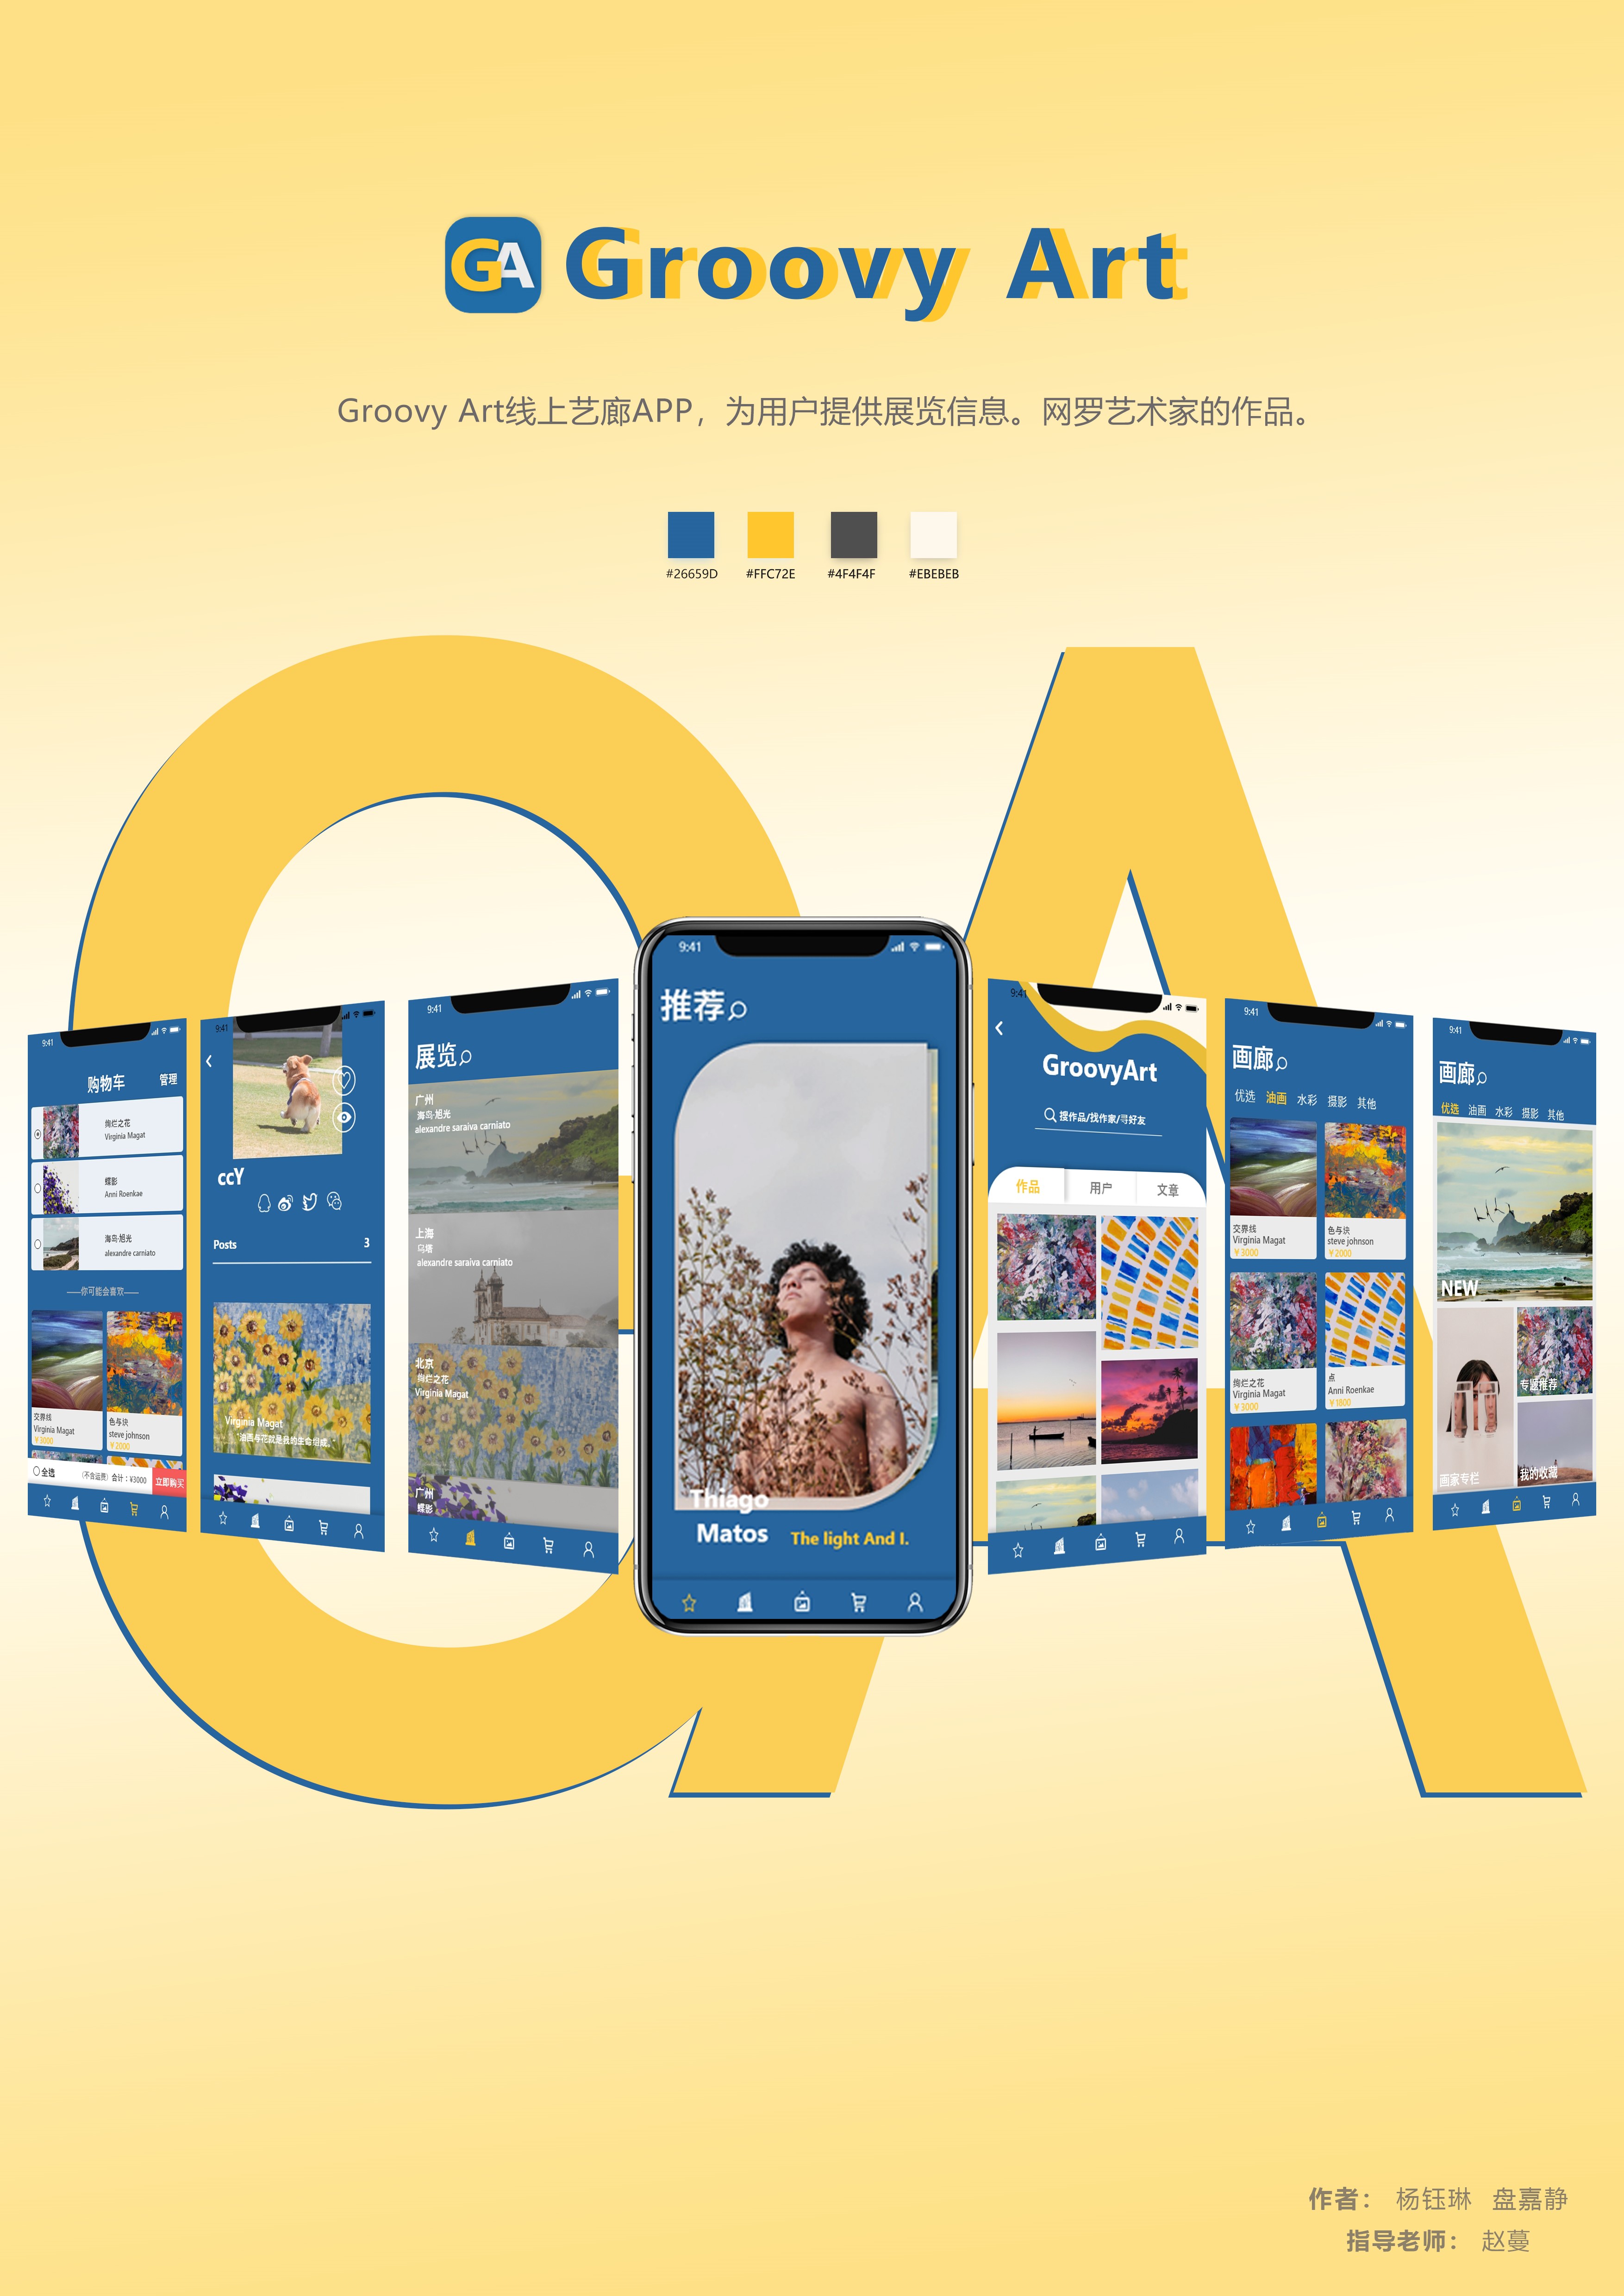 GA Groovy Art
Groovy Art线上艺廊APP，为用户提供展览信息。网罗艺术家的作品。
#26659D #FFC72E #4F4F4F #EBEBEB
GA
9:41
购物车 管理
绚烂之花
Virginia Magat
蝶影
Anni Roenkae
海鸟·旭光
alexandre carniato
——你可能会喜欢——
交界线
Virginia Magat
￥3000
色与块
steve johnson
￥2000
全选 （不含运费）合计：¥3000 立即购买
9:41
ccY
Posts 3
Virginia Magat
"油画与花就是我的生命组成。"
9:41
展览
广州
海鸟·旭光
alexandre saraiva carniato
上海
乌塔
alexandre saraiva carniato
北京
绚烂之花
Virginia Magat
广州
蝶影
9:41
推荐
Thiago
Matos The light And I.
9:41
GroovyArt
搜作品/找作家/寻好友
作品 用户 文章
9:41
画廊
优选 油画 水彩 摄影 其他
交界线
Virginia Magat
￥3000
色与块
steve johnson
￥2000
绚烂之花
Virginia Magat
￥3000
点
Anni Roenkae
￥1800
9:41
画廊
优选 油画 水彩 摄影 其他
NEW
专题推荐
画家专栏
我的收藏
作者： 杨钰琳 盘嘉静
指导老师： 赵蔓